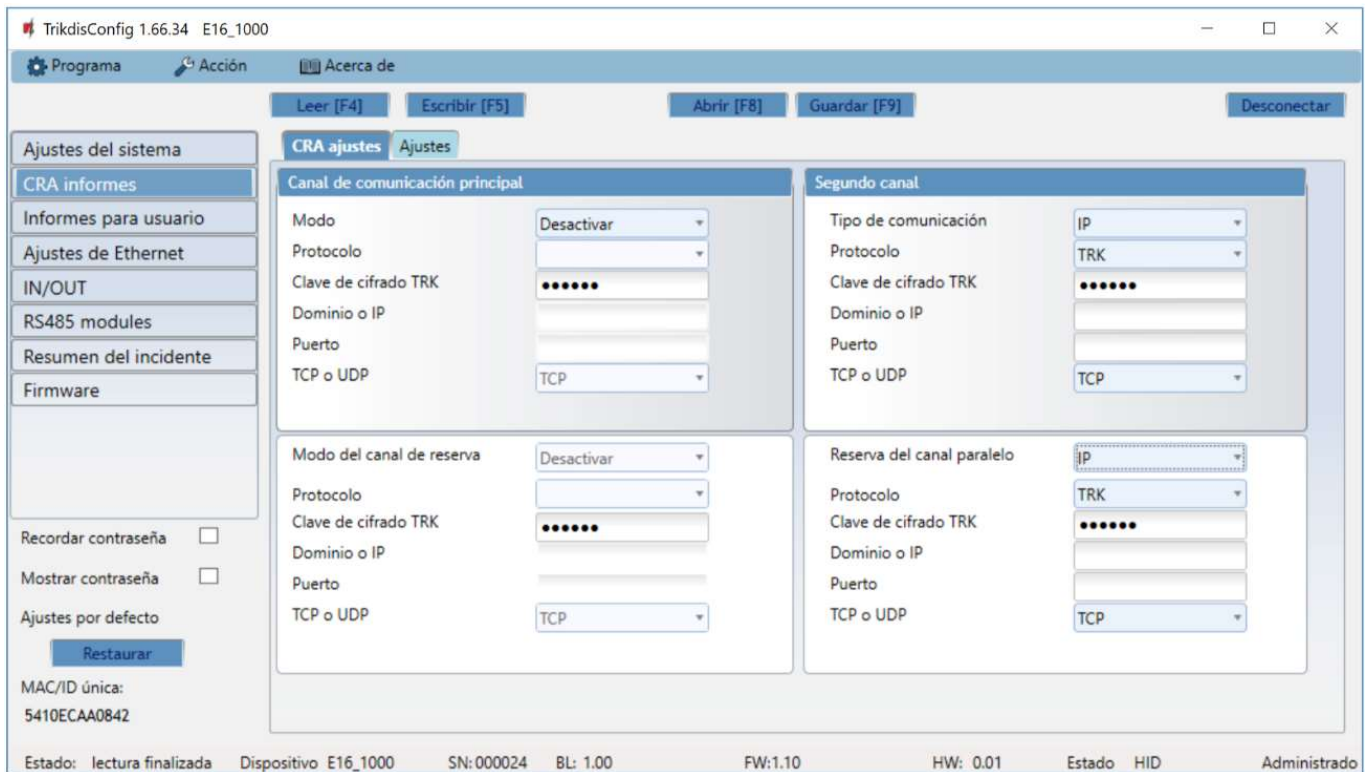 TrikdisConfig 1.66.34 E16_1000
Programa Acción Acerca de
Leer [F4] Escribir [F5] Abrir [F8] Guardar [F9] Desconectar
Ajustes del sistema
CRA informes
Informes para usuario
Ajustes de Ethernet
IN/OUT
RS485 modules
Resumen del incidente
Firmware
Recordar contraseña
Mostrar contraseña
Ajustes por defecto
Restaurar
MAC/ID única:
5410ECAA0842
CRA ajustes Ajustes
Canal de comunicación principal
Modo Desactivar
Protocolo
Clave de cifrado TRK ••••••
Dominio o IP
Puerto
TCP o UDP TCP
Segundo canal
Tipo de comunicación IP
Protocolo TRK
Clave de cifrado TRK ••••••
Dominio o IP
Puerto
TCP o UDP TCP
Modo del canal de reserva Desactivar
Protocolo
Clave de cifrado TRK ••••••
Dominio o IP
Puerto
TCP o UDP TCP
Reserva del canal paralelo IP
Protocolo TRK
Clave de cifrado TRK ••••••
Dominio o IP
Puerto
TCP o UDP TCP
Estado: lectura finalizada Dispositivo E16_1000 SN:000024 BL: 1.00 FW:1.10 HW: 0.01 Estado HID Administrado